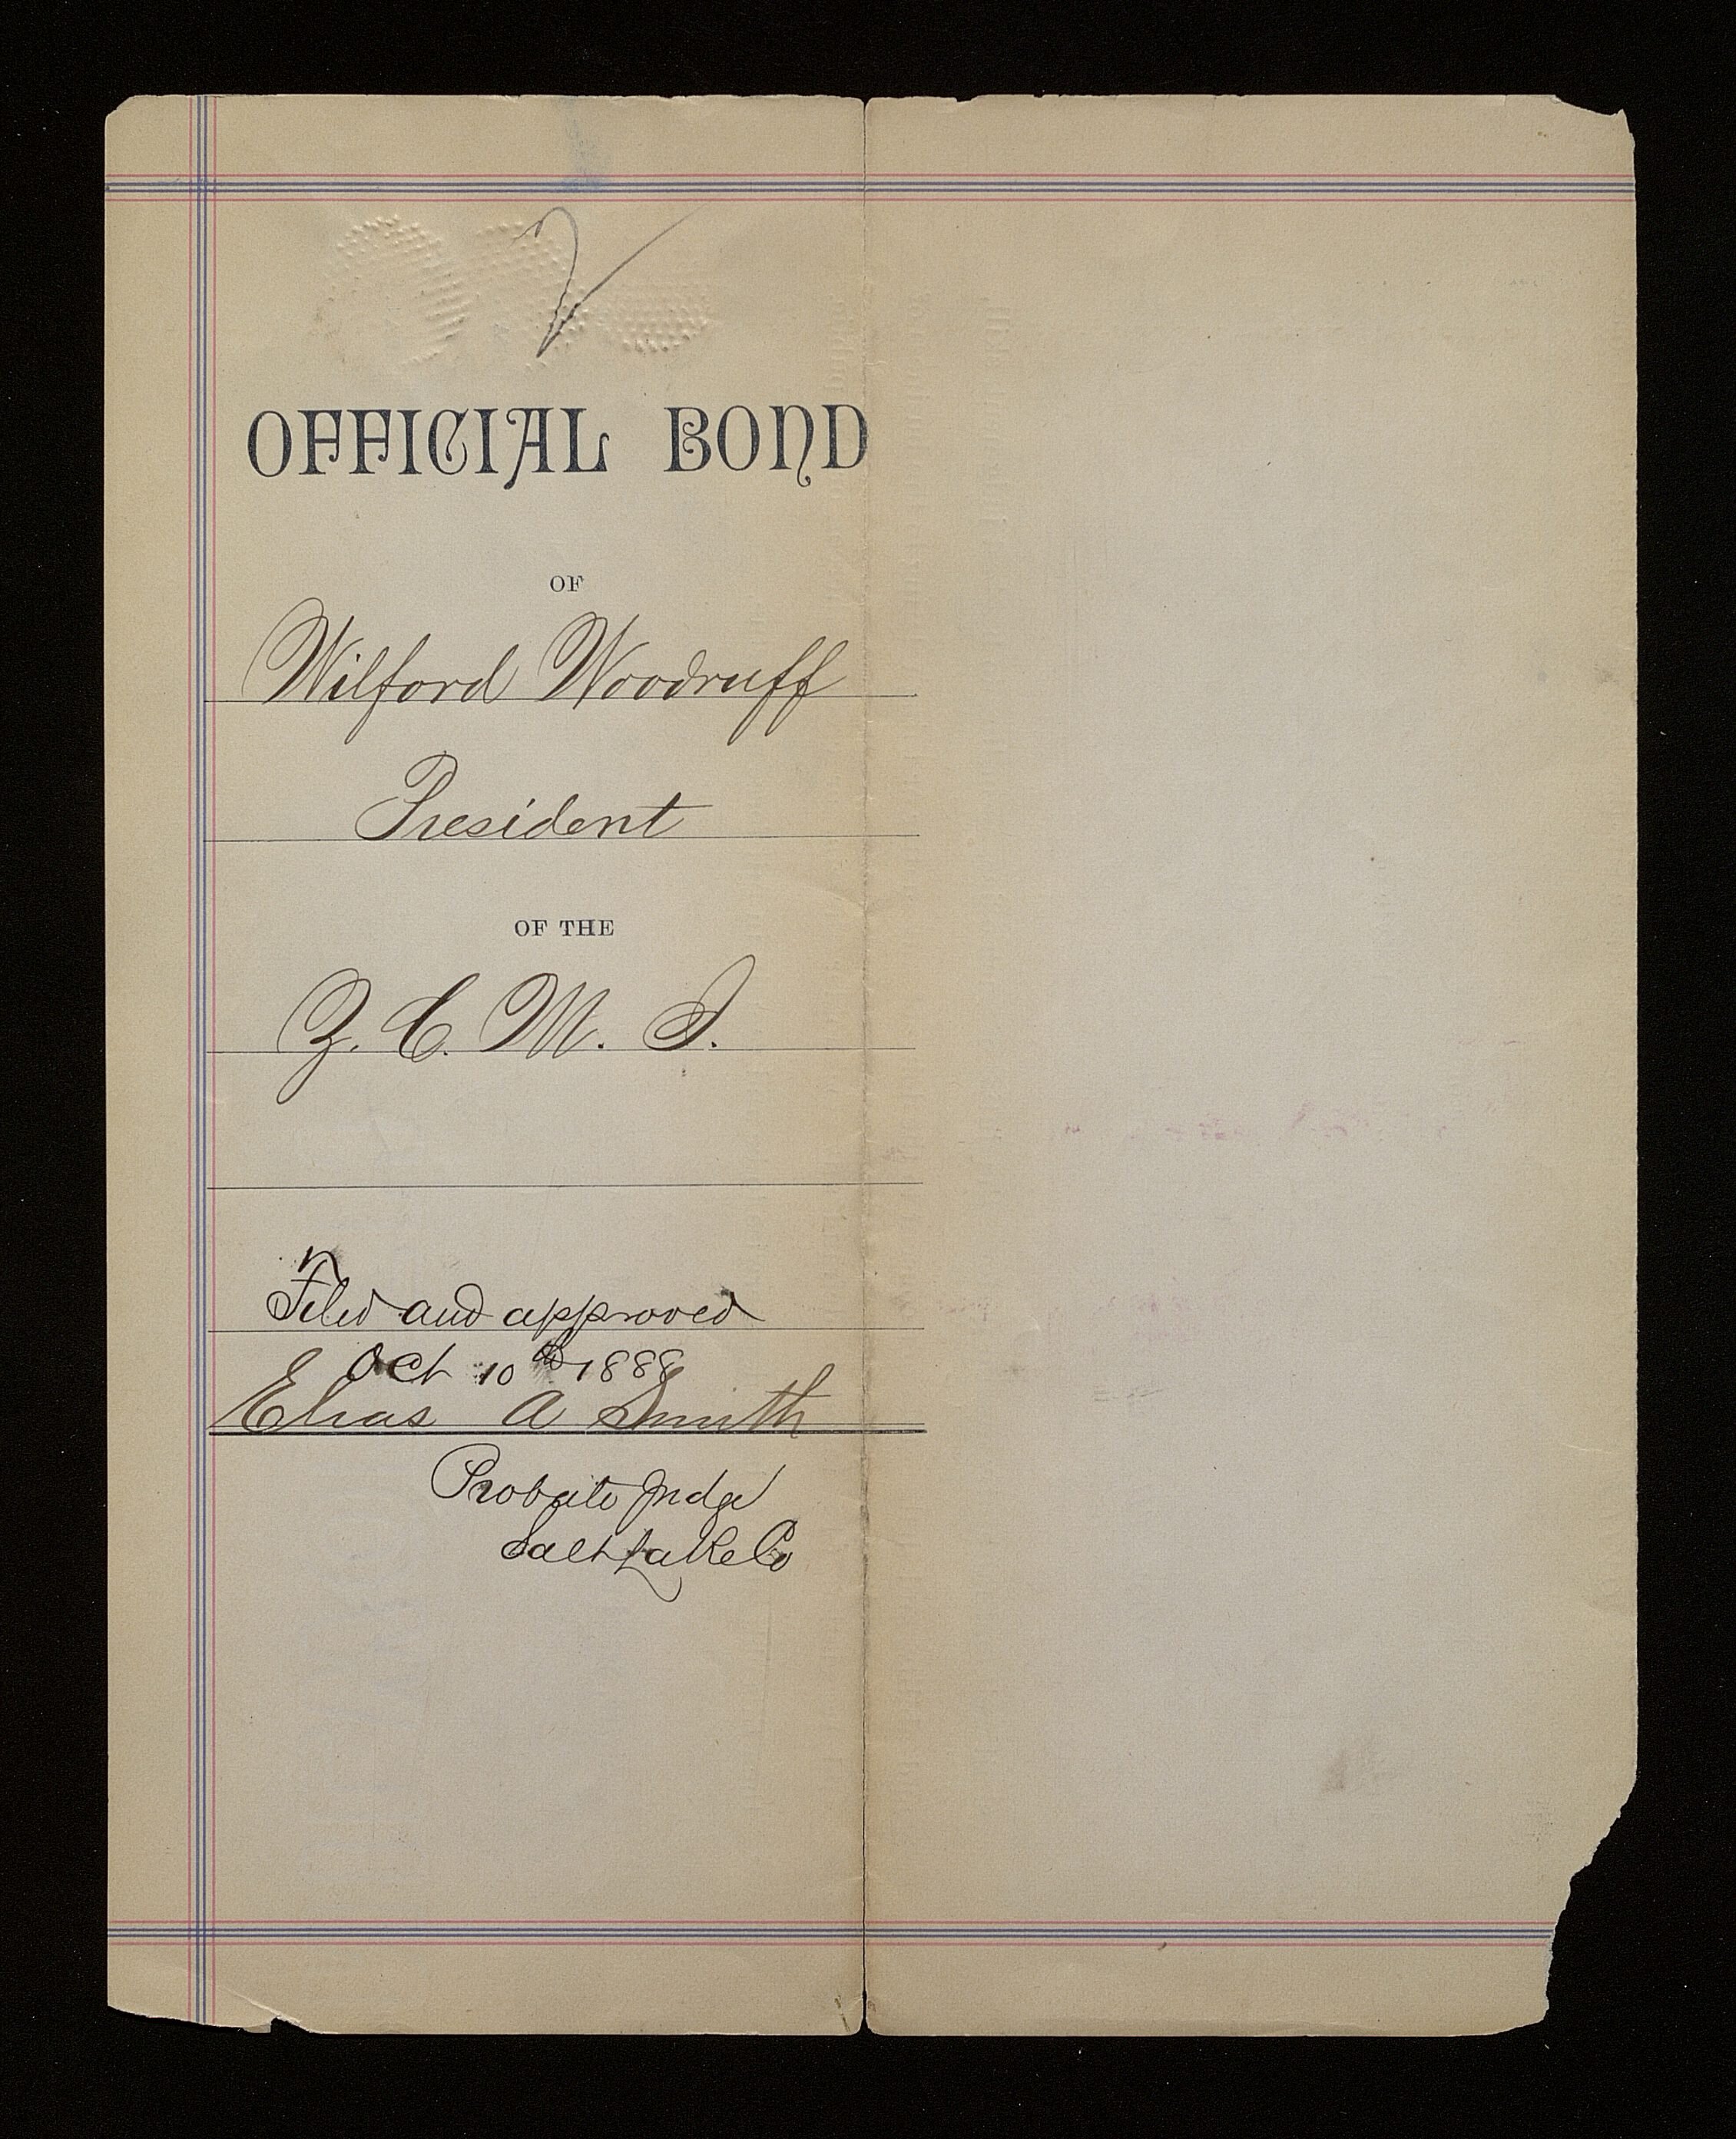 OFFICIAL BOND
OF
Wilford Woodruff
President
OF THE
Z. C. M. I.
Filed and approved
Oct 10th 1888
Elias A Smith
Probate Judge
Salt Lake Co